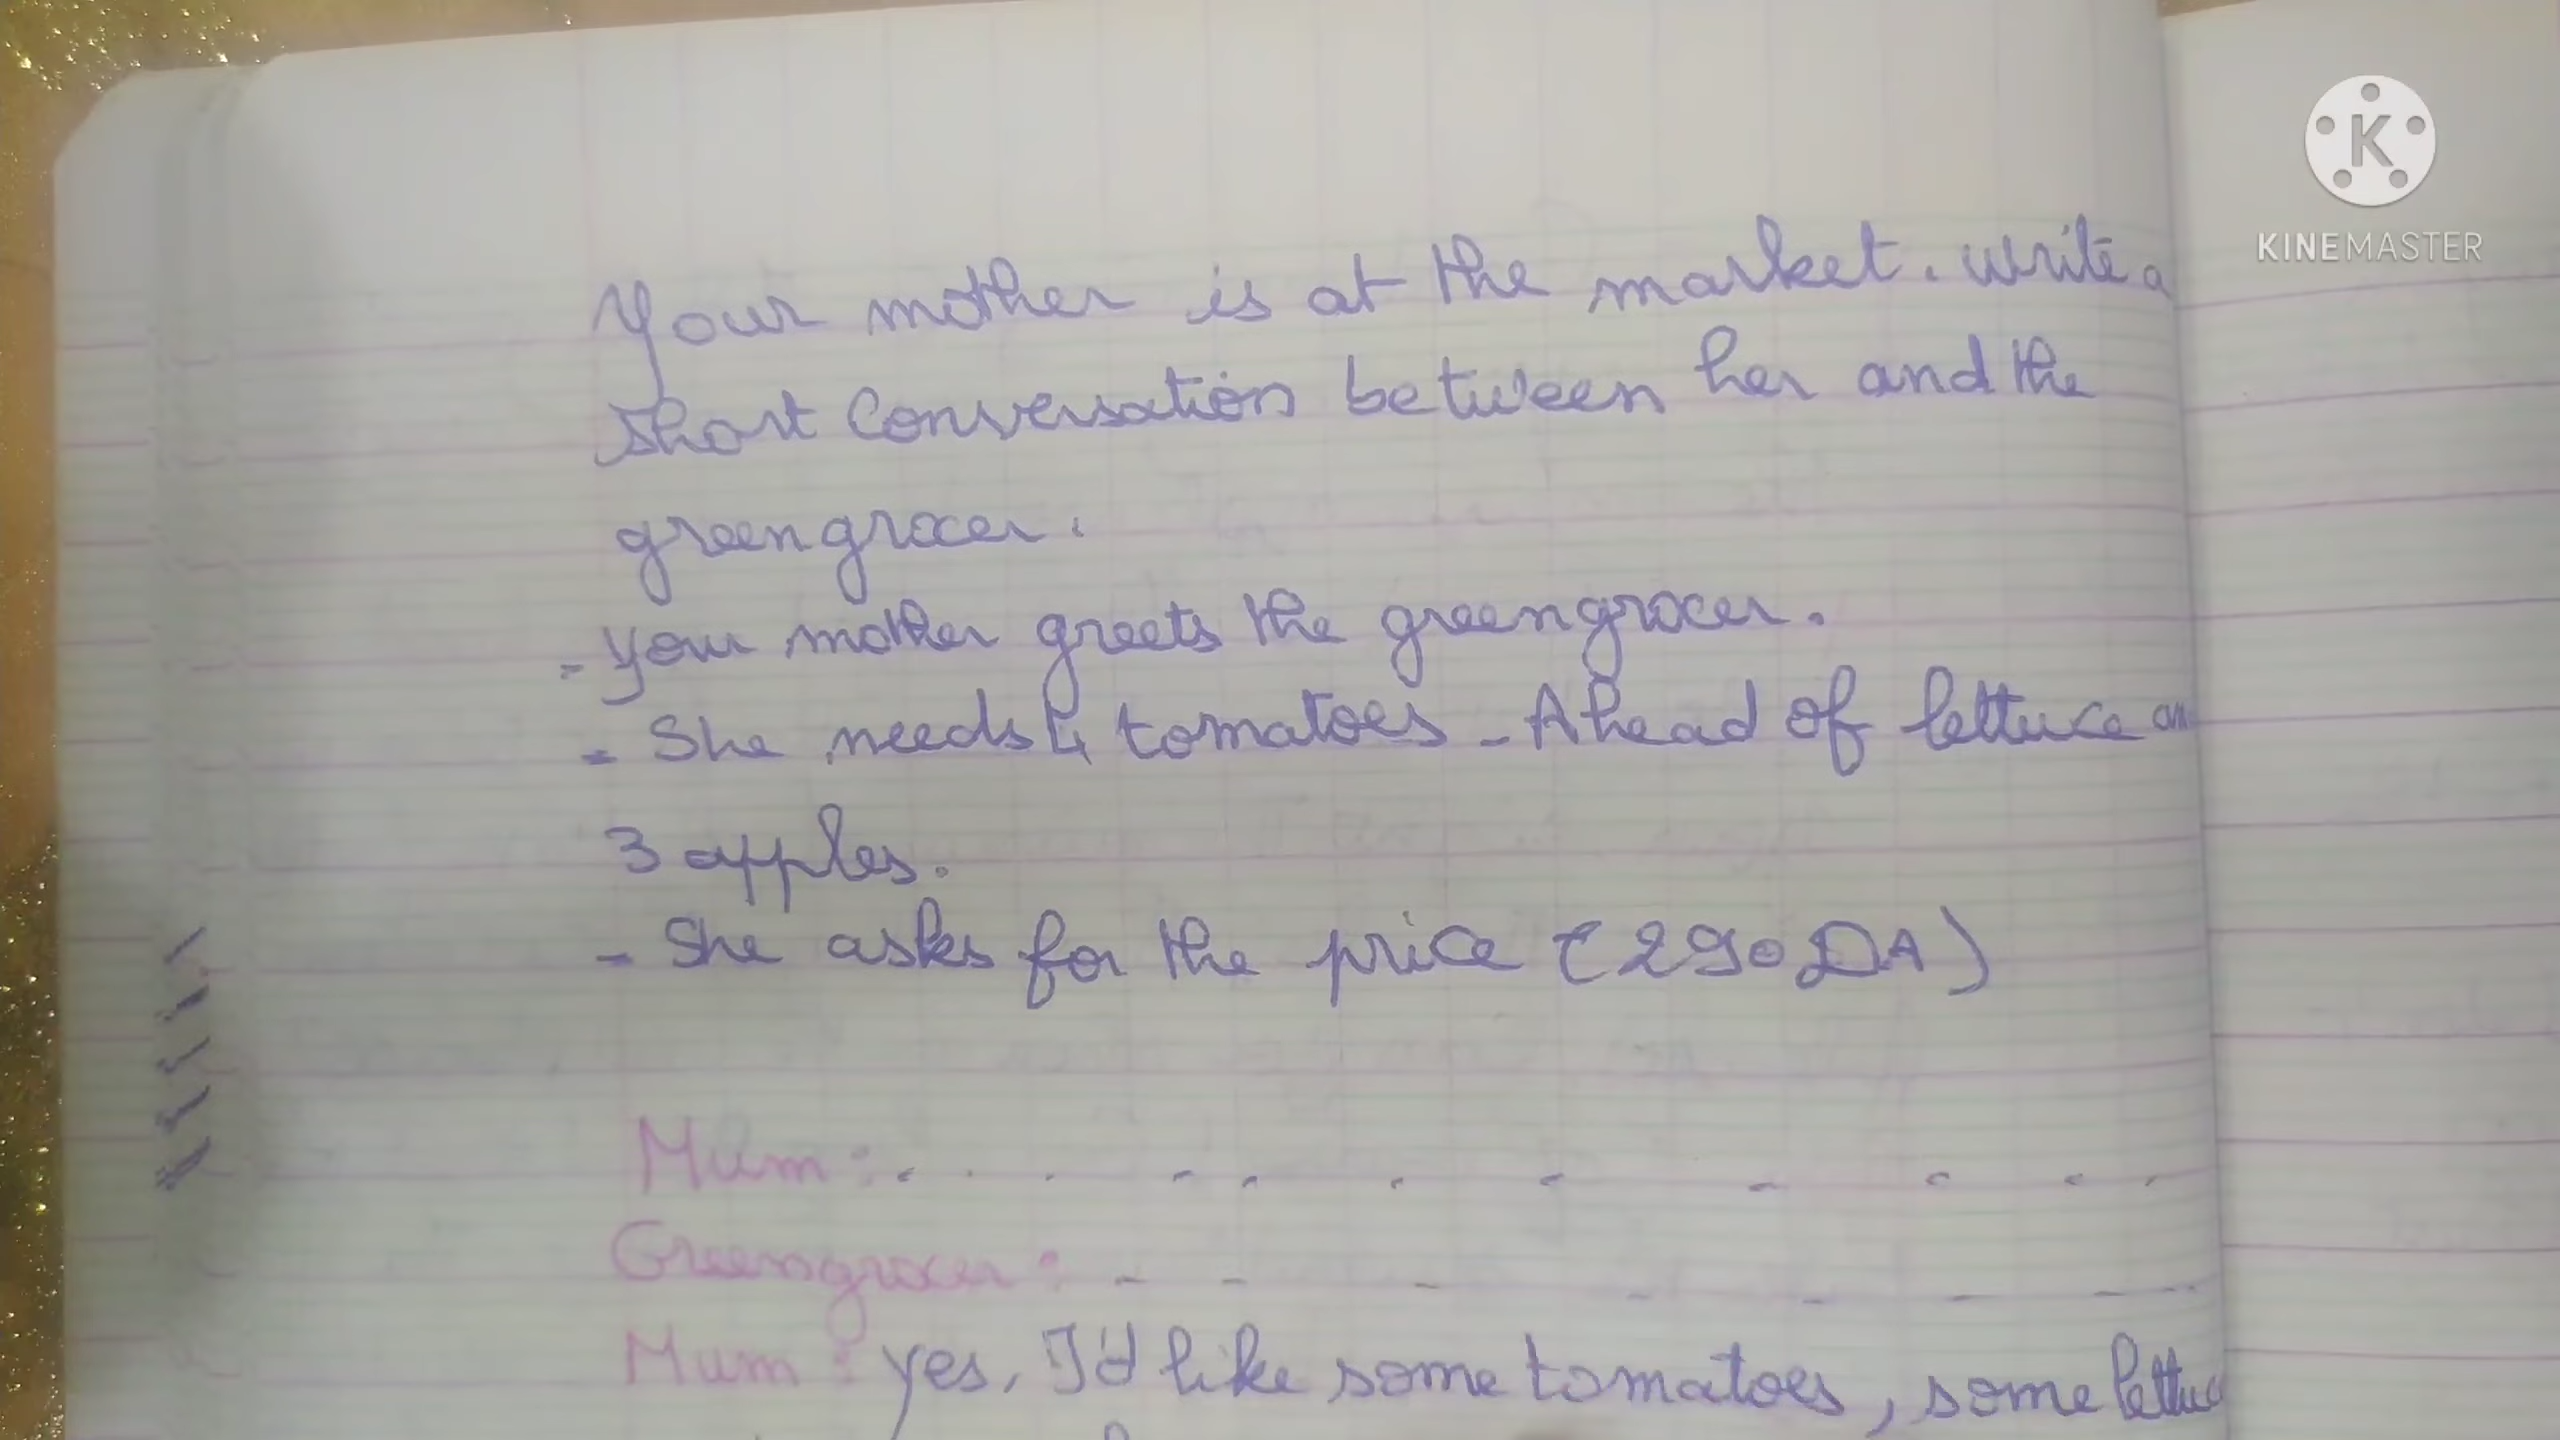 KINEMASTER
Your mother is at the market. write a
short Conversation between her and the
greengrocer.
- your mother greets the greengrocer.
- She needs 4 tomatoes - A head of lettuce an
3 apples.
- She asks for the price (290 DA)
Mum : . . . . . . . . . . .
Greengrocer : - - - - - - -
Mum : yes, I'd like some tomatoes, some lettuc